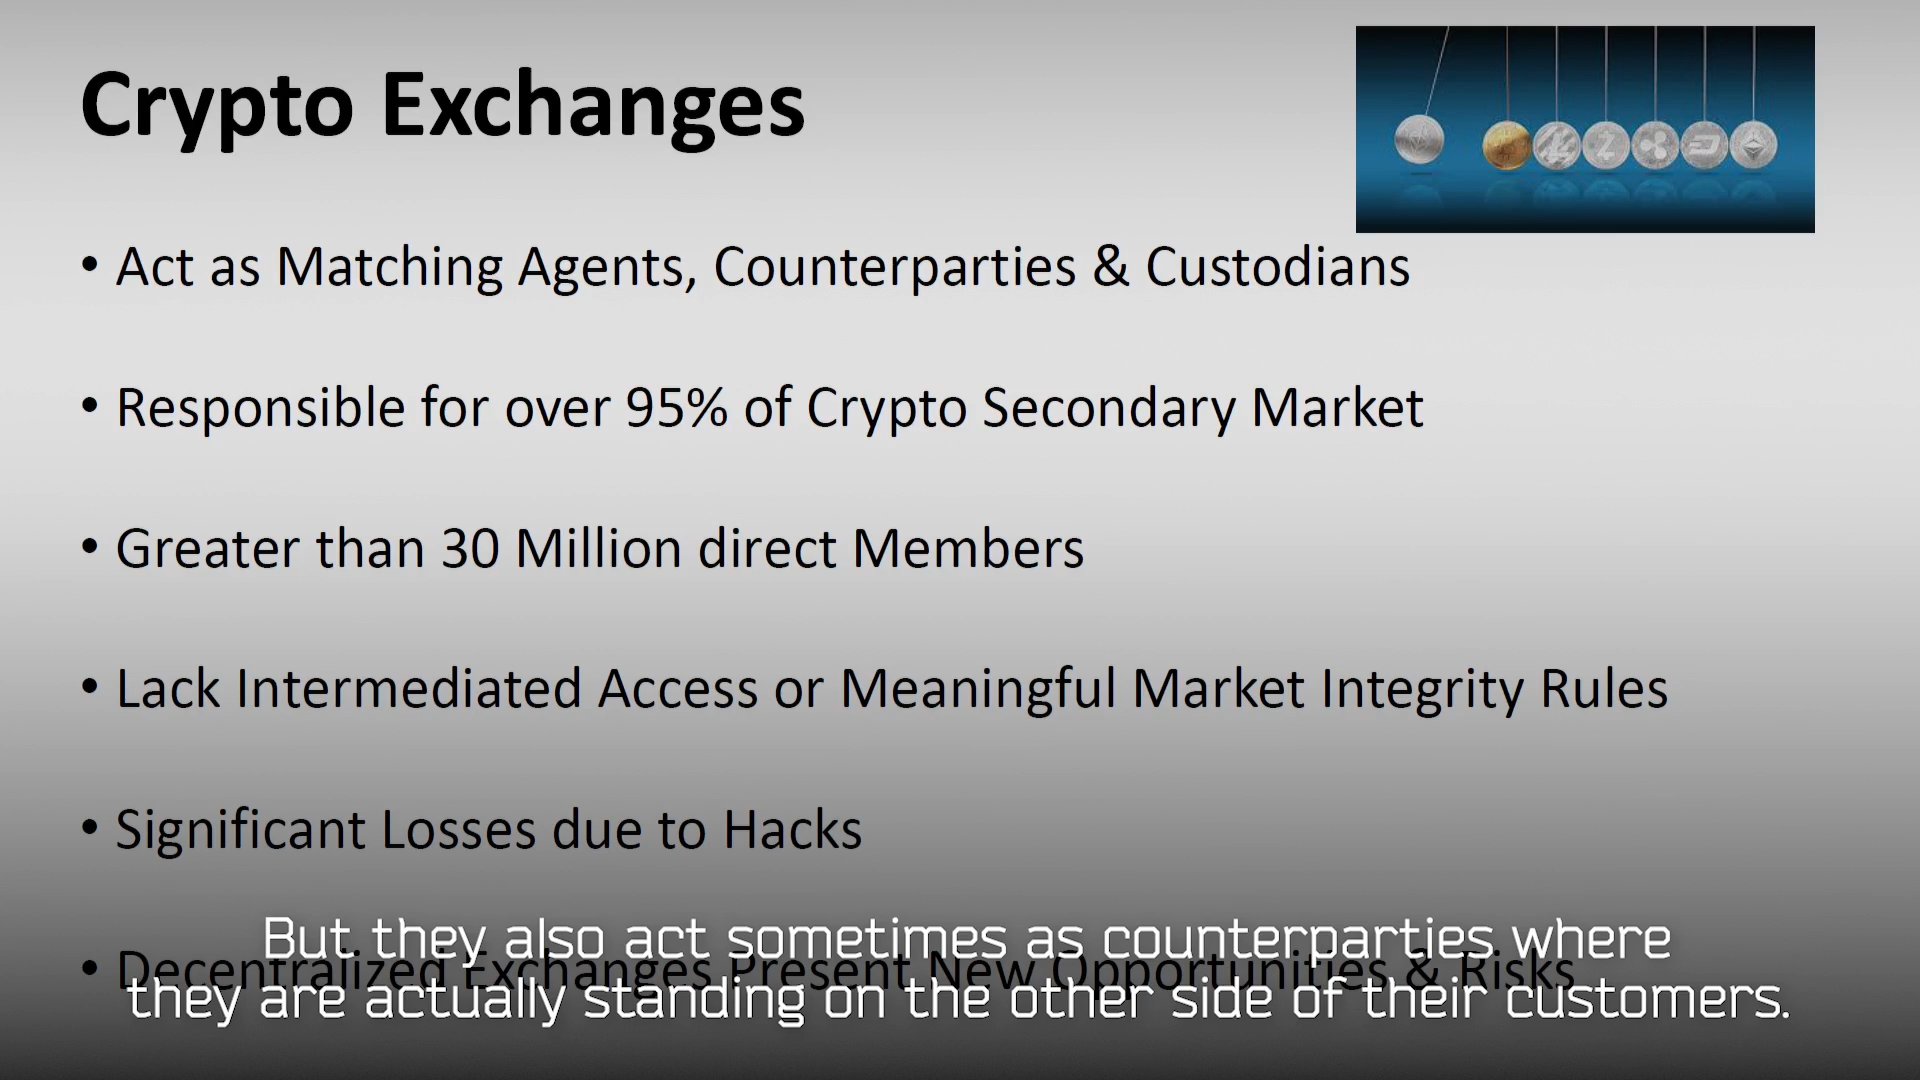 Crypto Exchanges
• Act as Matching Agents, Counterparties & Custodians
• Responsible for over 95% of Crypto Secondary Market
• Greater than 30 Million direct Members
• Lack Intermediated Access or Meaningful Market Integrity Rules
• Significant Losses due to Hacks
• Decentralized Exchanges Present New Opportunities & Risks
But they also act sometimes as counterparties where
they are actually standing on the other side of their customers.